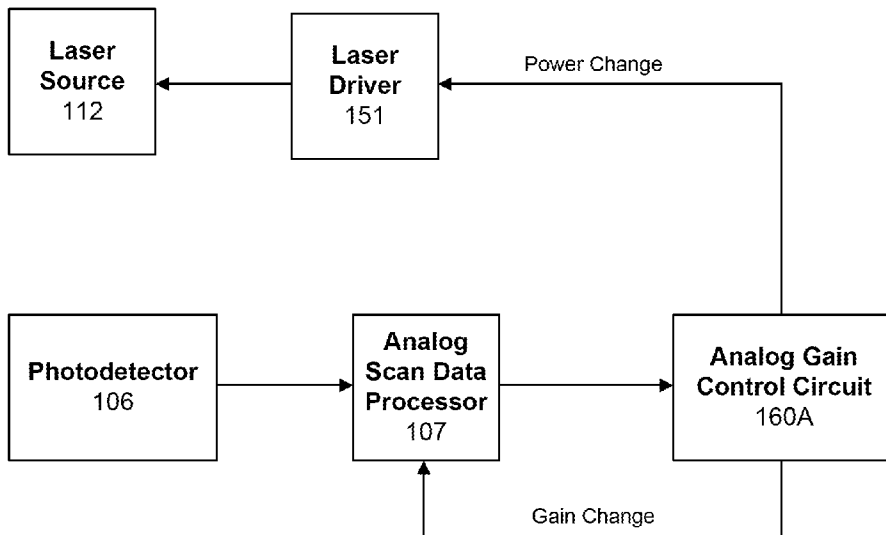 Laser
Source
112
Laser
Driver
151
Power Change
Photodetector
106
Analog
Scan Data
Processor
107
Analog Gain
Control Circuit
160A
Gain Change